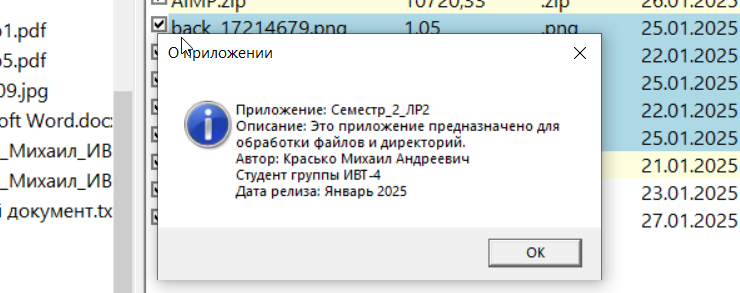 AIMP.zip 10720,33 .zip 26.01.2025
о1.pdf back_17214679.png 1,05 .png 25.01.2025
о5.pdf О приложении 22.01.2025
09.jpg 25.01.2025
oft Word.doc Приложение: Семестр_2_ЛР2 22.01.2025
Описание: Это приложение предназначено для
_Михаил_ИВ обработки файлов и директорий. 25.01.2025
Автор: Красько Михаил Андреевич
_Михаил_ИВ Студент группы ИВТ-4 21.01.2025
Дата релиза: Январь 2025 23.01.2025
й документ.tx 27.01.2025
OK